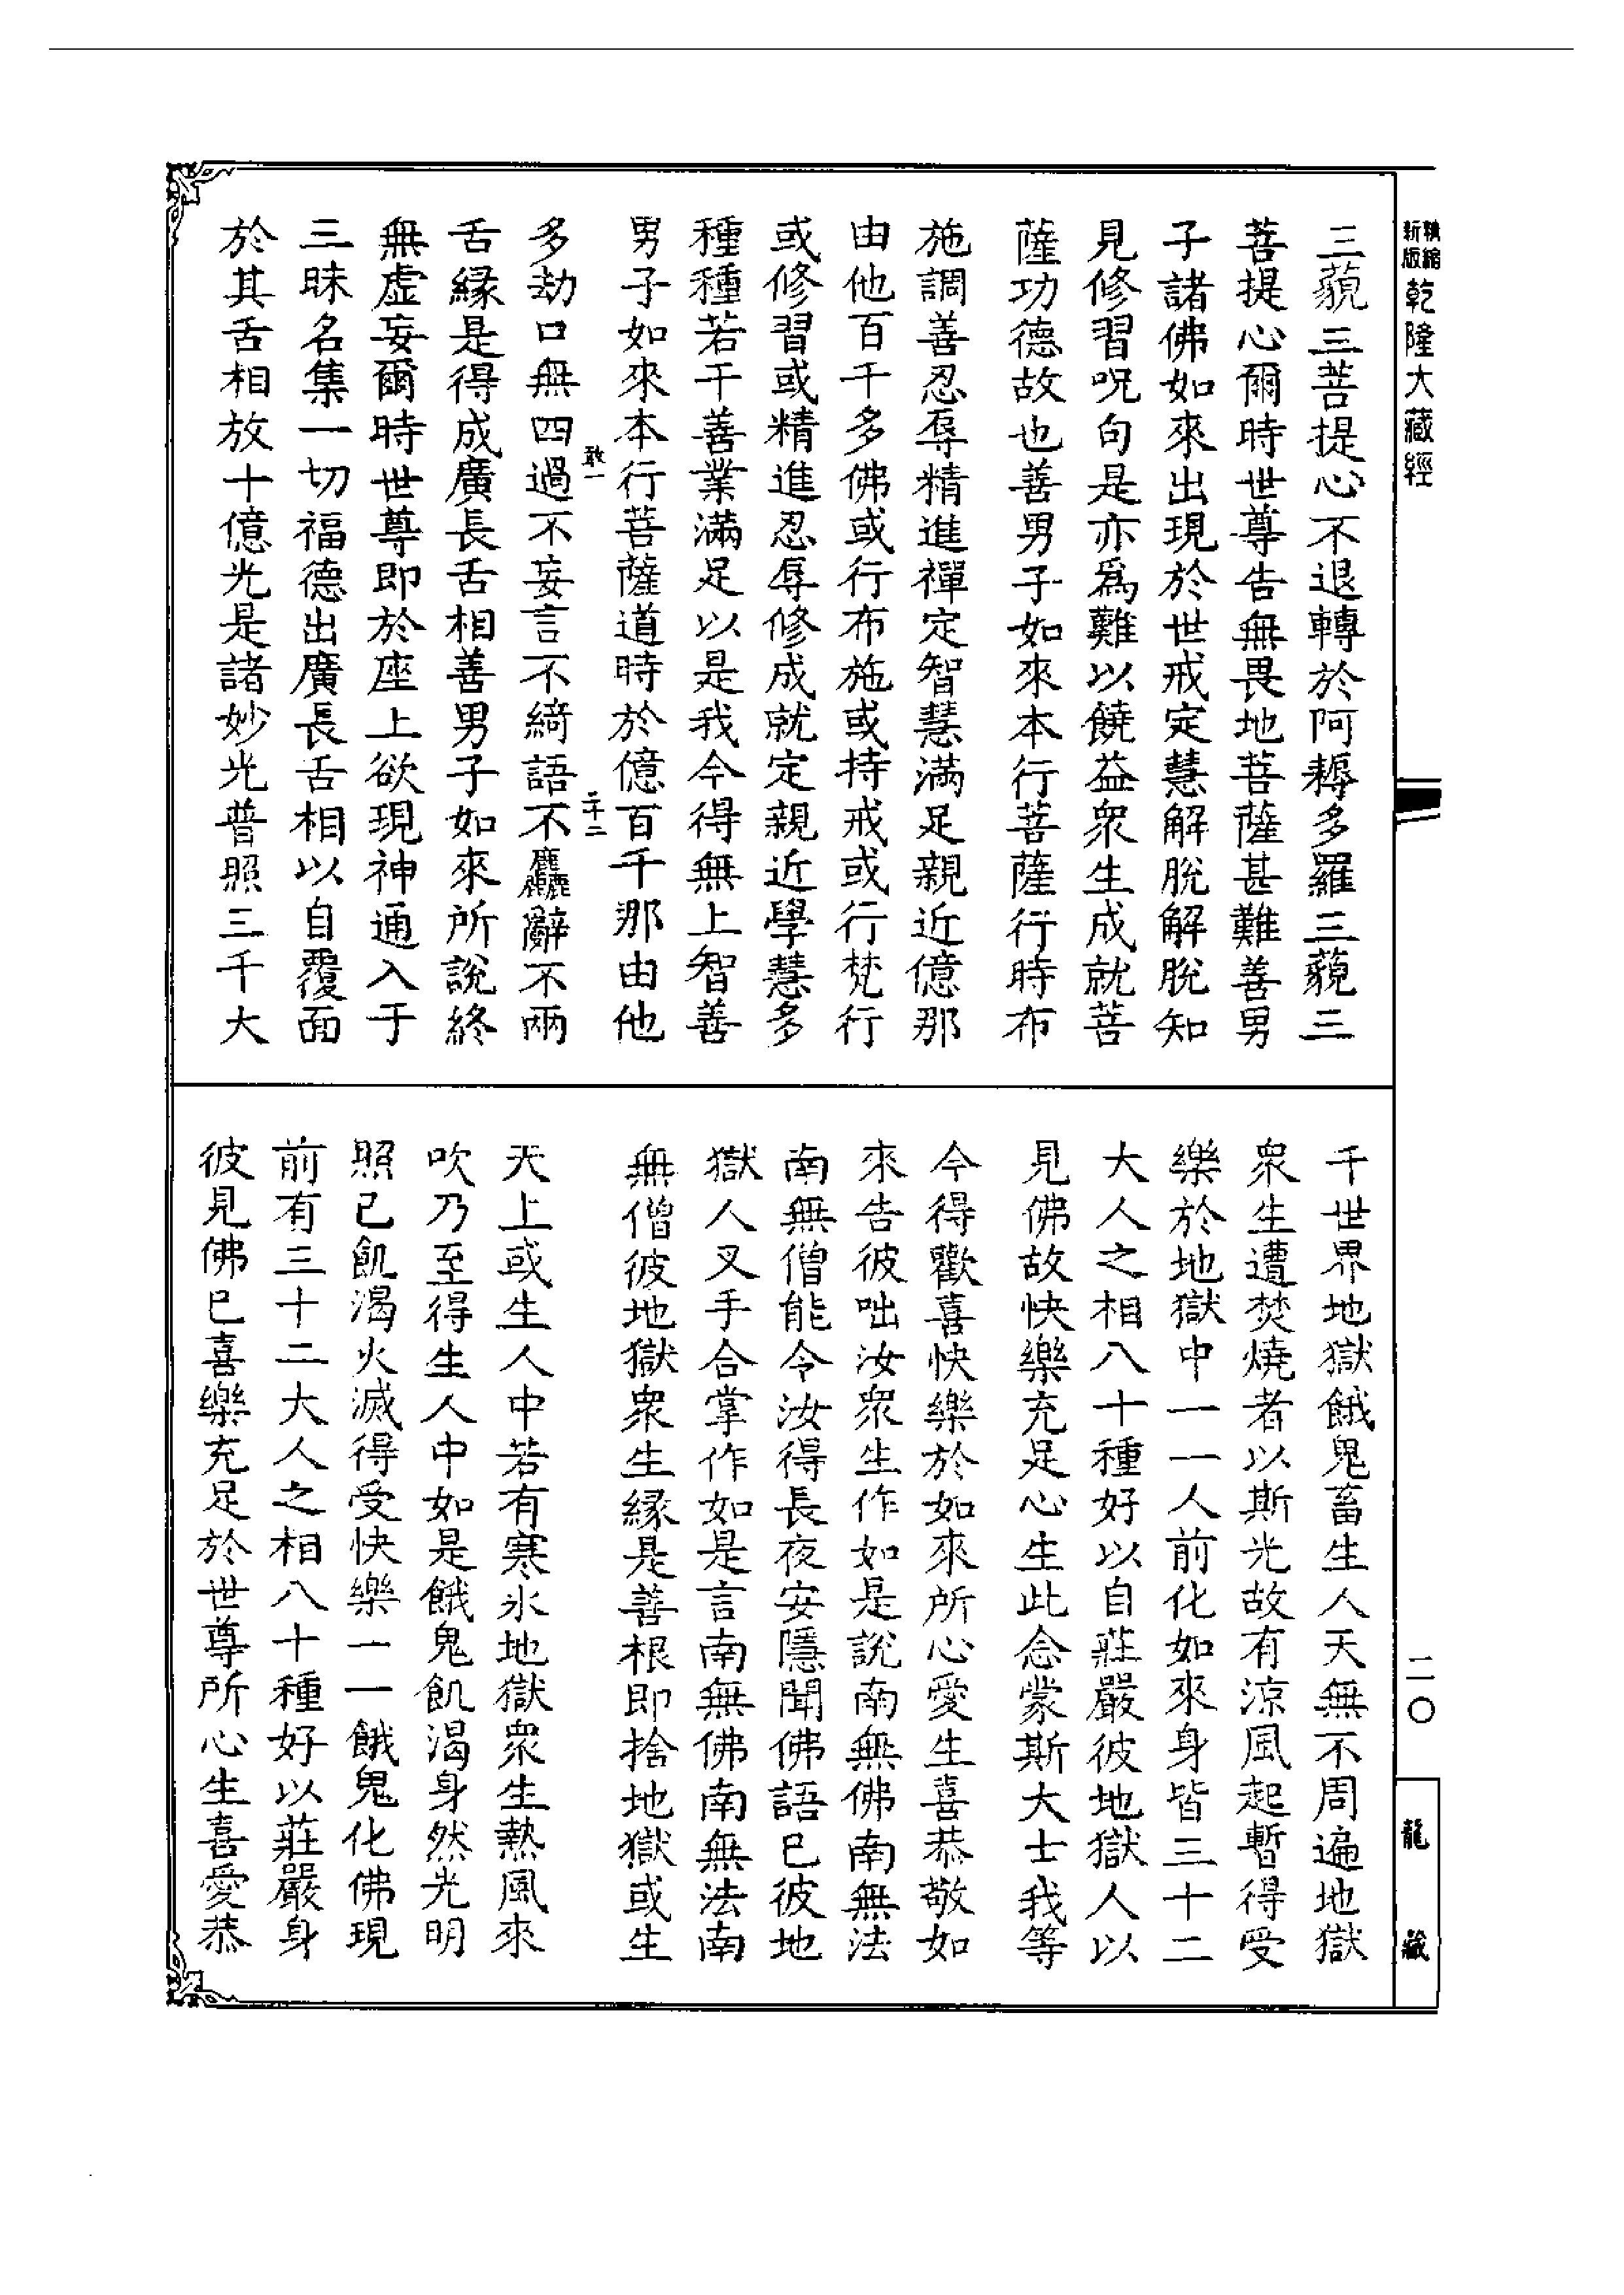 精縮新版乾隆大藏經
二〇
龍藏
三藐三菩提心不退轉於阿耨多羅三藐三
菩提心爾時世尊告無畏地菩薩甚難善男
子諸佛如來出現於世戒定慧解脫解脫知
見修習呪句是亦爲難以饒益衆生成就菩
薩功德故也善男子如來本行菩薩行時布
施調善忍辱精進禪定智慧滿足親近億那
由他百千多佛或行布施或持戒或行梵行
或修習或精進忍辱修成就定親近學慧多
種種若干善業滿足以是我今得無上智善
男子如來本行菩薩道時於億百千那由他
敢一
二十二
多劫口無四過不妄言不綺語不麤辭不兩
舌緣是得成廣長舌相善男子如來所說終
無虛妄爾時世尊即於座上欲現神通入于
三昧名集一切福德出廣長舌相以自覆面
於其舌相放十億光是諸妙光普照三千大
千世界地獄餓鬼畜生人天無不周遍地獄
衆生遭焚燒者以斯光故有涼風起暫得受
樂於地獄中一一人前化如來身皆三十二
大人之相八十種好以自莊嚴彼地獄人以
見佛故快樂充足心生此念蒙斯大士我等
今得歡喜快樂於如來所心愛生喜恭敬如
來告彼咄汝衆生作如是說南無佛南無法
南無僧能令汝得長夜安隱聞佛語已彼地
獄人叉手合掌作如是言南無佛南無法南
無僧彼地獄衆生緣是善根即捨地獄或生
天上或生人中若有寒氷地獄衆生熱風來
吹乃至得生人中如是餓鬼飢渴身然光明
照已飢渴火滅得受快樂一一餓鬼化佛現
前有三十二大人之相八十種好以莊嚴身
彼見佛已喜樂充足於世尊所心生喜愛恭